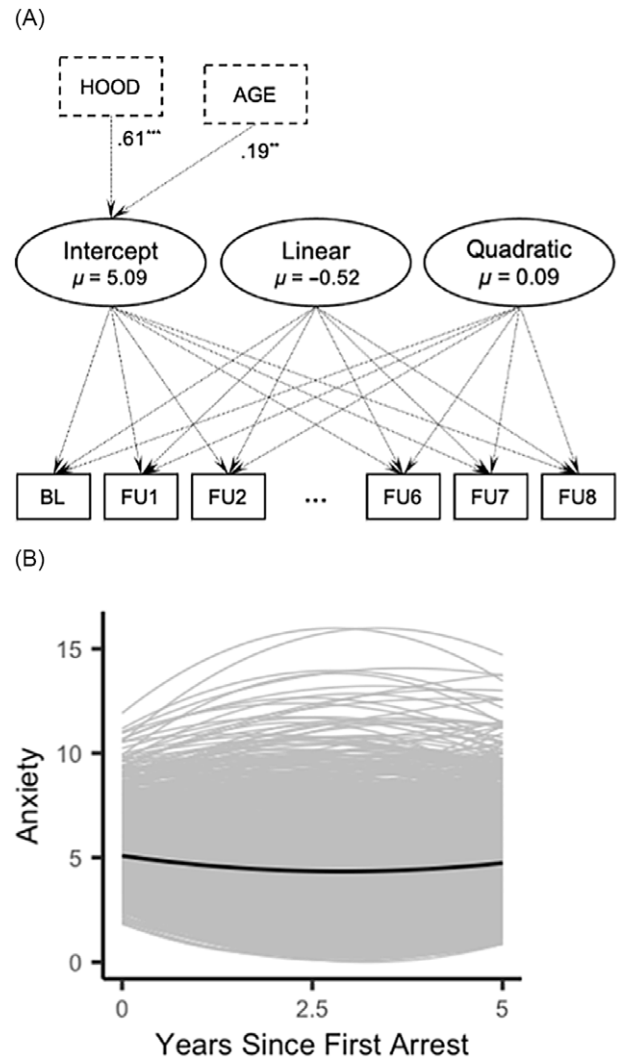 (A)
HOOD
AGE
.61***
.19**
Intercept
μ = 5.09
Linear
μ = −0.52
Quadratic
μ = 0.09
BL
FU1
FU2
...
FU6
FU7
FU8
(B)
15
10
5
0
Anxiety
0
2.5
5
Years Since First Arrest